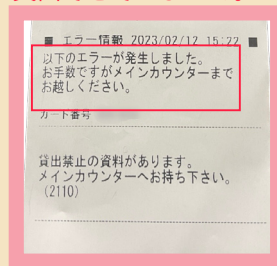 ■ エラー情報 2023/02/12 15:22 ■
以下のエラーが発生しました。
お手数ですがメインカウンターまで
お越しください。
カード番号
貸出禁止の資料があります。
メインカウンターへお持ち下さい。
(2110)